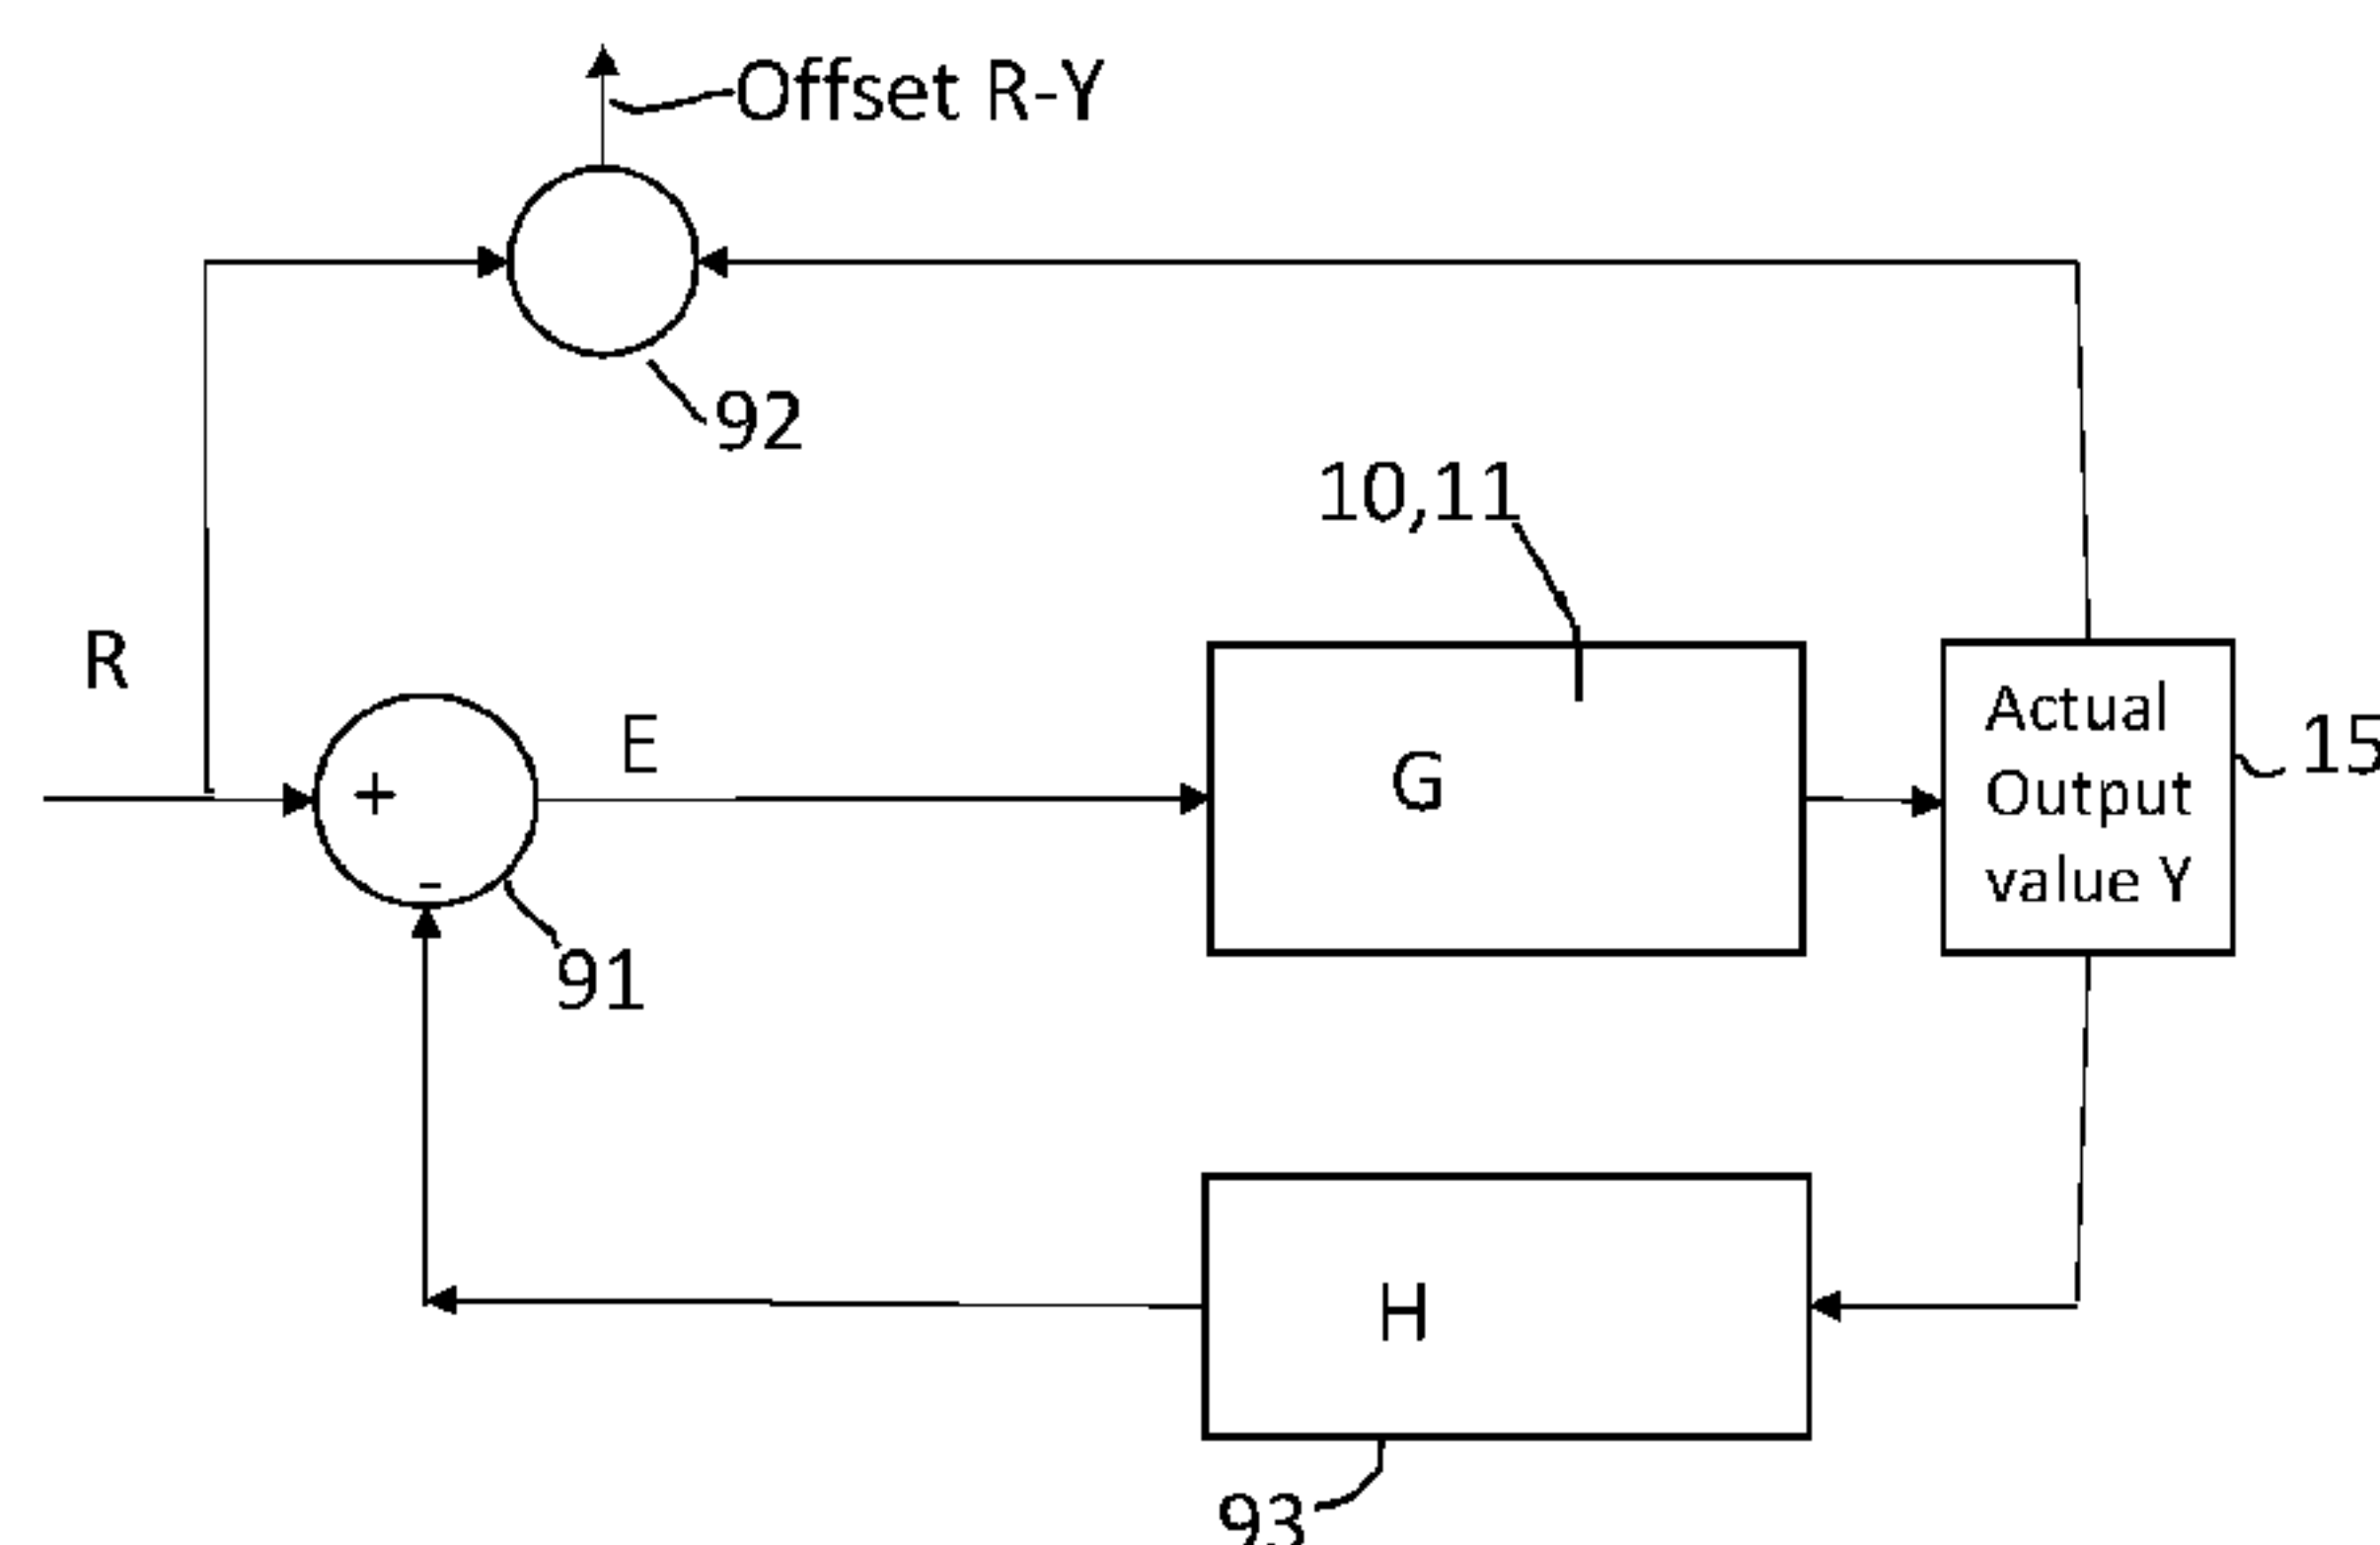 Offset R-Y
92
10,11
R
E
+
-
G
Actual
Output
value Y
15
91
H
93